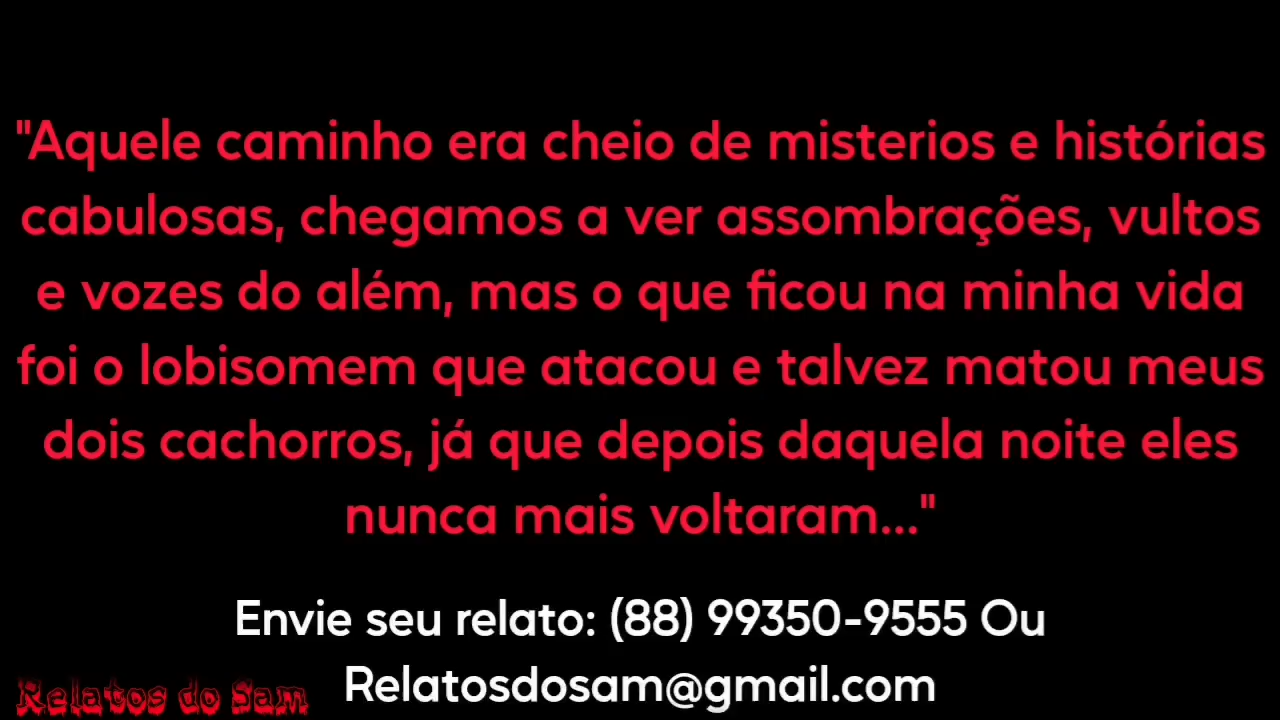 "Aquele caminho era cheio de misterios e histórias
cabulosas, chegamos a ver assombrações, vultos
e vozes do além, mas o que ficou na minha vida
foi o lobisomem que atacou e talvez matou meus
dois cachorros, já que depois daquela noite eles
nunca mais voltaram..."
Envie seu relato: (88) 99350-9555 Ou
Relatosdosam@gmail.com
Relatos do Sam